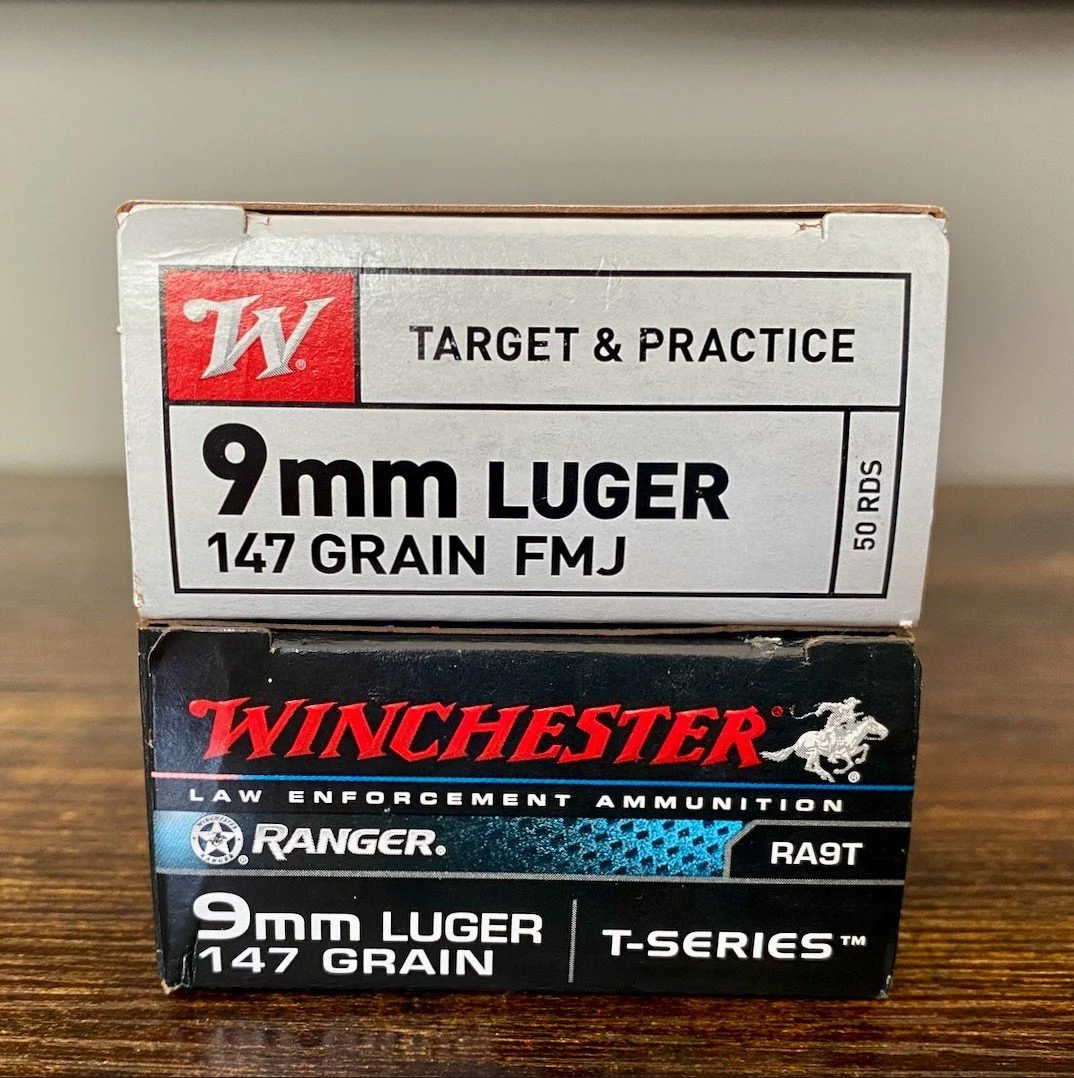 W
TARGET & PRACTICE
9mm LUGER
147 GRAIN FMJ
50 RDS
WINCHESTER®
LAW ENFORCEMENT AMMUNITION
RANGER®
RA9T
9mm LUGER
147 GRAIN
T-SERIES™